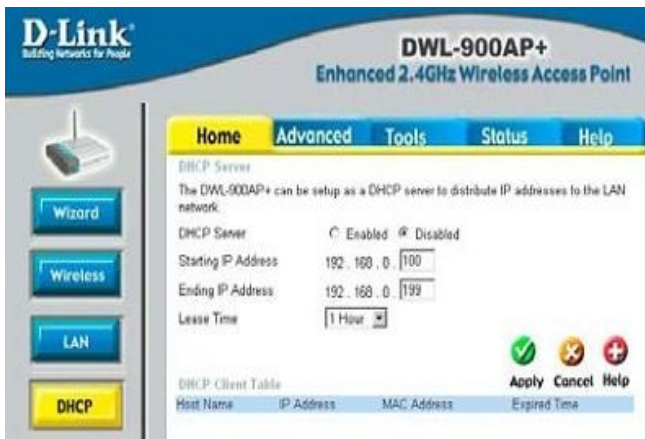 D-Link
Building Networks for People
DWL-900AP+
Enhanced 2.4GHz Wireless Access Point
Home Advanced Tools Status Help
DHCP Server
The DWL-900AP+ can be setup as a DHCP server to distribute IP addresses to the LAN
network.
DHCP Server Enabled Disabled
Starting IP Address 192 . 168 . 0 . 100
Ending IP Address 192 . 168 . 0 . 199
Lease Time 1 Hour
Apply Cancel Help
DHCP Client Table
Host Name IP Address MAC Address Expired Time
Wizard
Wireless
LAN
DHCP